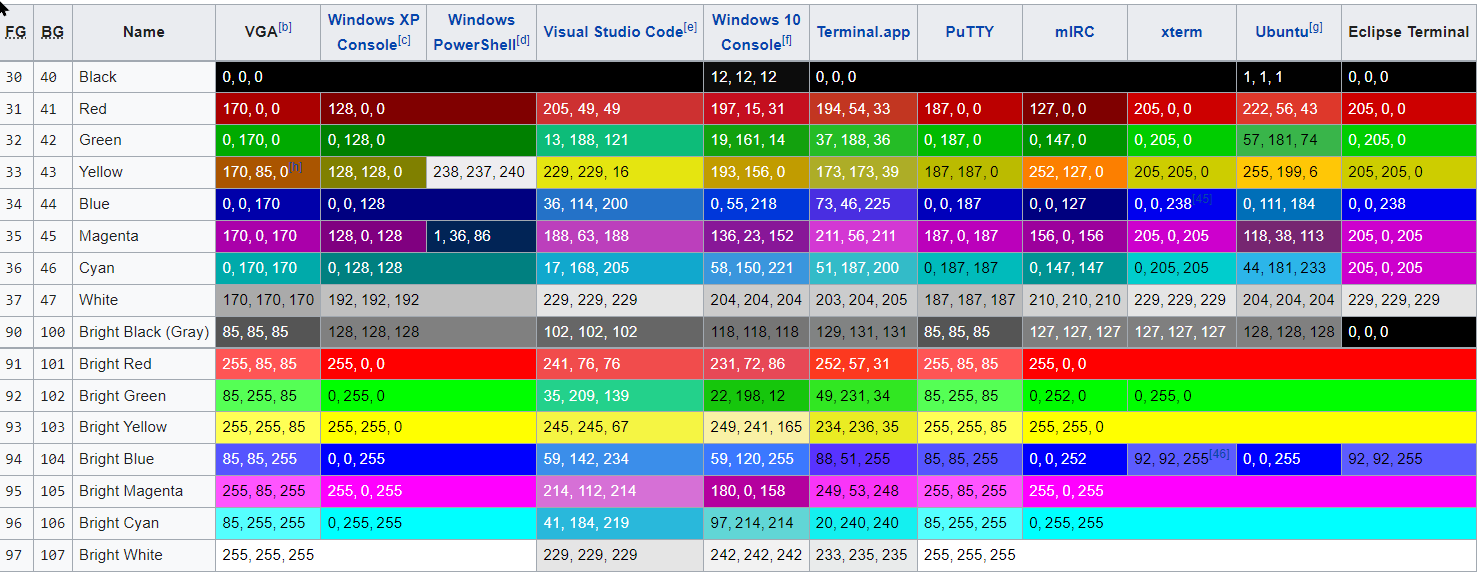 FG BG Name VGA[b] Windows XP Console[c] Windows PowerShell[d] Visual Studio Code[e] Windows 10 Console[f] Terminal.app PuTTY mIRC xterm Ubuntu[g] Eclipse Terminal
30 40 Black 0, 0, 0 12, 12, 12 0, 0, 0 1, 1, 1 0, 0, 0
31 41 Red 170, 0, 0 128, 0, 0 205, 49, 49 197, 15, 31 194, 54, 33 187, 0, 0 127, 0, 0 205, 0, 0 222, 56, 43 205, 0, 0
32 42 Green 0, 170, 0 0, 128, 0 13, 188, 121 19, 161, 14 37, 188, 36 0, 187, 0 0, 147, 0 0, 205, 0 57, 181, 74 0, 205, 0
33 43 Yellow 170, 85, 0[h] 128, 128, 0 238, 237, 240 229, 229, 16 193, 156, 0 173, 173, 39 187, 187, 0 252, 127, 0 205, 205, 0 255, 199, 6 205, 205, 0
34 44 Blue 0, 0, 170 0, 0, 128 36, 114, 200 0, 55, 218 73, 46, 225 0, 0, 187 0, 0, 127 0, 0, 238[45] 0, 111, 184 0, 0, 238
35 45 Magenta 170, 0, 170 128, 0, 128 1, 36, 86 188, 63, 188 136, 23, 152 211, 56, 211 187, 0, 187 156, 0, 156 205, 0, 205 118, 38, 113 205, 0, 205
36 46 Cyan 0, 170, 170 0, 128, 128 17, 168, 205 58, 150, 221 51, 187, 200 0, 187, 187 0, 147, 147 0, 205, 205 44, 181, 233 205, 0, 205
37 47 White 170, 170, 170 192, 192, 192 229, 229, 229 204, 204, 204 203, 204, 205 187, 187, 187 210, 210, 210 229, 229, 229 204, 204, 204 229, 229, 229
90 100 Bright Black (Gray) 85, 85, 85 128, 128, 128 102, 102, 102 118, 118, 118 129, 131, 131 85, 85, 85 127, 127, 127 127, 127, 127 128, 128, 128 0, 0, 0
91 101 Bright Red 255, 85, 85 255, 0, 0 241, 76, 76 231, 72, 86 252, 57, 31 255, 85, 85 255, 0, 0
92 102 Bright Green 85, 255, 85 0, 255, 0 35, 209, 139 22, 198, 12 49, 231, 34 85, 255, 85 0, 252, 0 0, 255, 0
93 103 Bright Yellow 255, 255, 85 255, 255, 0 245, 245, 67 249, 241, 165 234, 236, 35 255, 255, 85 255, 255, 0
94 104 Bright Blue 85, 85, 255 0, 0, 255 59, 142, 234 59, 120, 255 88, 51, 255 85, 85, 255 0, 0, 252 92, 92, 255[46] 0, 0, 255 92, 92, 255
95 105 Bright Magenta 255, 85, 255 255, 0, 255 214, 112, 214 180, 0, 158 249, 53, 248 255, 85, 255 255, 0, 255
96 106 Bright Cyan 85, 255, 255 0, 255, 255 41, 184, 219 97, 214, 214 20, 240, 240 85, 255, 255 0, 255, 255
97 107 Bright White 255, 255, 255 229, 229, 229 242, 242, 242 233, 235, 235 255, 255, 255